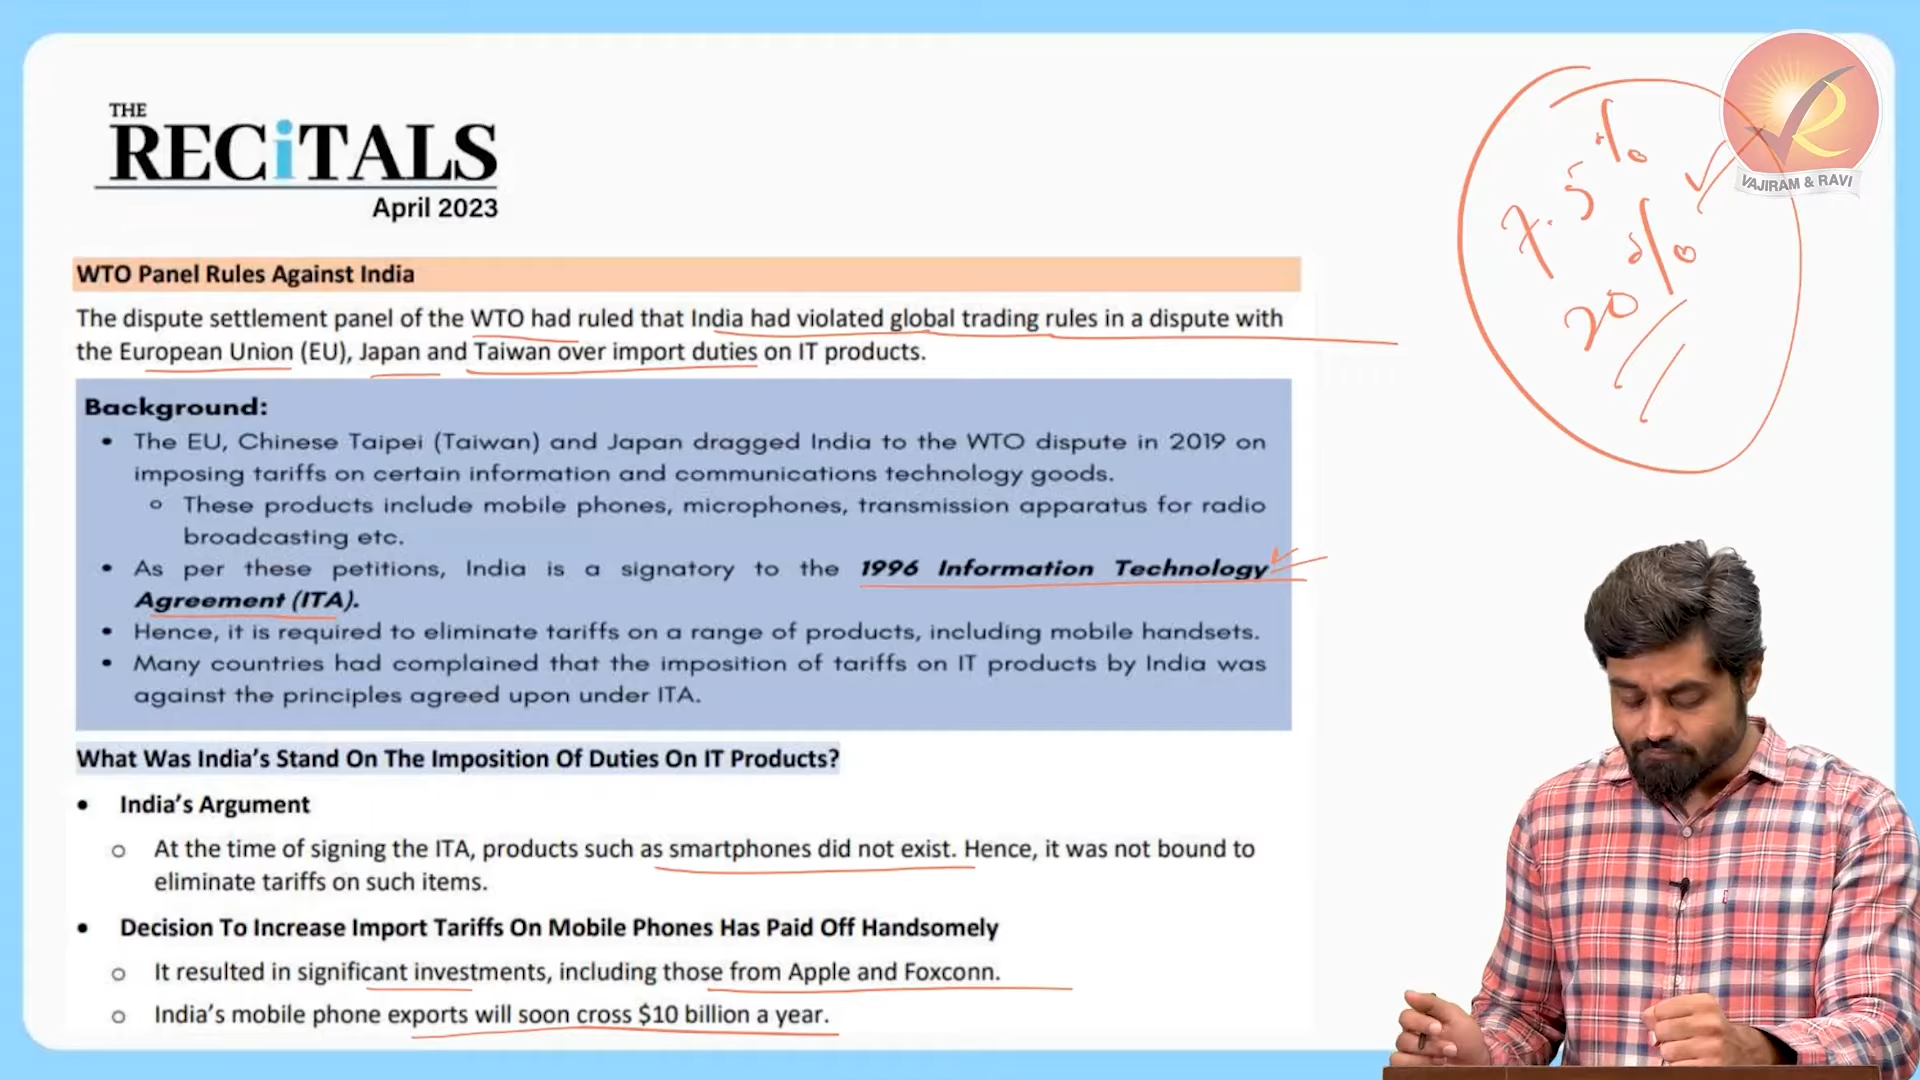 THE
RECiTALS
April 2023
7.5 %
20 %
VAJIRAM & RAVI
WTO Panel Rules Against India
The dispute settlement panel of the WTO had ruled that India had violated global trading rules in a dispute with
the European Union (EU), Japan and Taiwan over import duties on IT products.
Background:
• The EU, Chinese Taipei (Taiwan) and Japan dragged India to the WTO dispute in 2019 on
imposing tariffs on certain information and communications technology goods.
o These products include mobile phones, microphones, transmission apparatus for radio
broadcasting etc.
• As per these petitions, India is a signatory to the 1996 Information Technology
Agreement (ITA).
• Hence, it is required to eliminate tariffs on a range of products, including mobile handsets.
• Many countries had complained that the imposition of tariffs on IT products by India was
against the principles agreed upon under ITA.
What Was India's Stand On The Imposition Of Duties On IT Products?
• India's Argument
o At the time of signing the ITA, products such as smartphones did not exist. Hence, it was not bound to
eliminate tariffs on such items.
• Decision To Increase Import Tariffs On Mobile Phones Has Paid Off Handsomely
o It resulted in significant investments, including those from Apple and Foxconn.
o India's mobile phone exports will soon cross $10 billion a year.